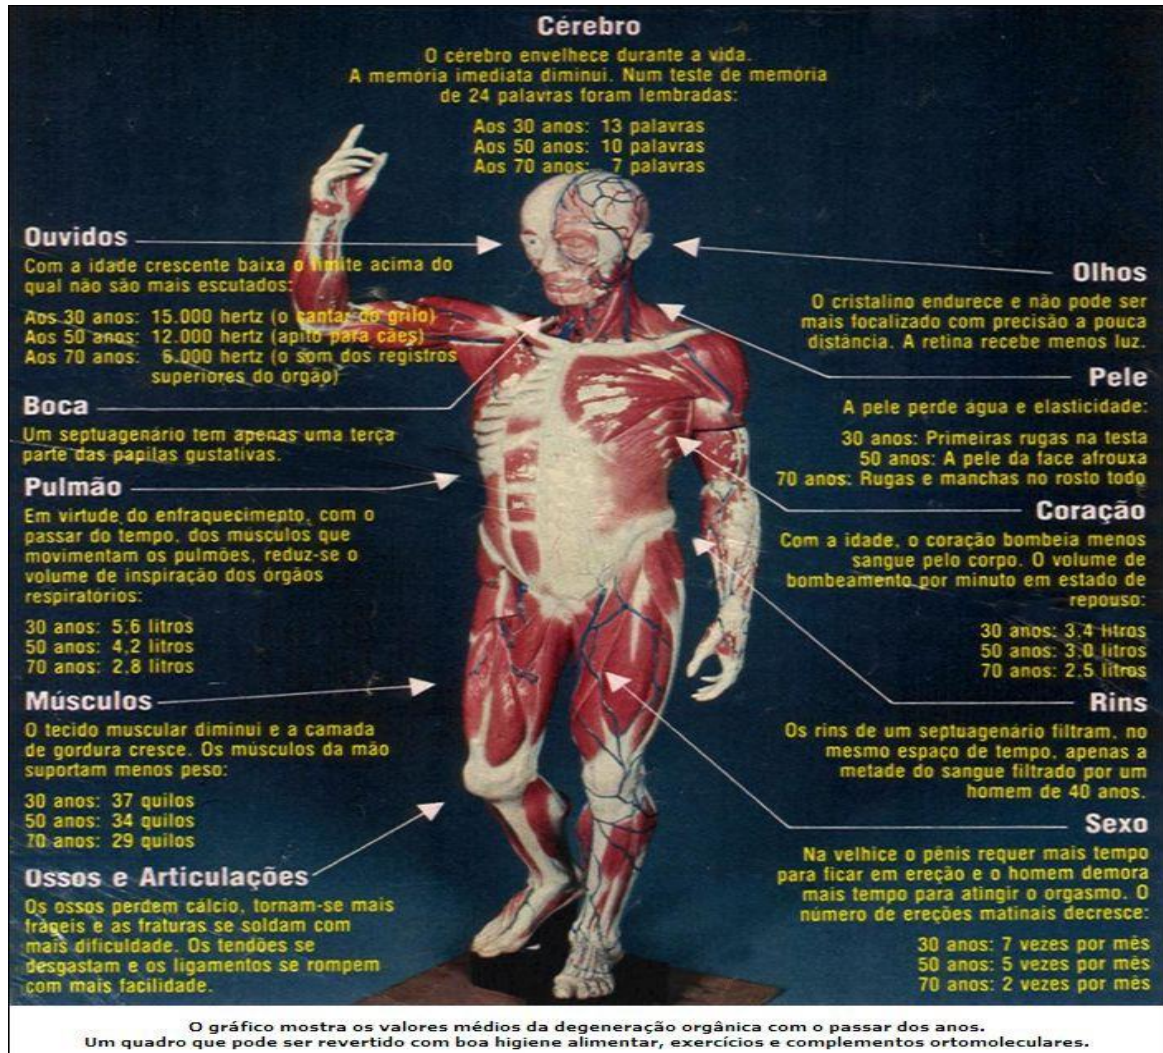 Cérebro
O cérebro envelhece durante a vida.
A memória imediata diminui. Num teste de memória
de 24 palavras foram lembradas:
Aos 30 anos: 13 palavras
Aos 50 anos: 10 palavras
Aos 70 anos: 7 palavras
Ouvidos
Com a idade crescente baixa o limite acima do
qual não são mais escutados:
Aos 30 anos: 15.000 hertz (o cantar do grilo)
Aos 50 anos: 12.000 hertz (apito para cães)
Aos 70 anos: 6.000 hertz (o som dos registros
superiores do órgão)
Boca
Um septuagenário tem apenas uma terça
parte das papilas gustativas.
Pulmão
Em virtude do enfraquecimento, com o
passar do tempo, dos músculos que
movimentam os pulmões, reduz-se o
volume de inspiração dos órgãos
respiratórios:
30 anos: 5,6 litros
50 anos: 4,2 litros
70 anos: 2,8 litros
Músculos
O tecido muscular diminui e a camada
de gordura cresce. Os músculos da mão
suportam menos peso:
30 anos: 37 quilos
50 anos: 34 quilos
70 anos: 29 quilos
Ossos e Articulações
Os ossos perdem cálcio, tornam-se mais
frágeis e as fraturas se soldam com
mais dificuldade. Os tendões se
desgastam e os ligamentos se rompem
com mais facilidade.
Olhos
O cristalino endurece e não pode ser
mais focalizado com precisão a pouca
distância. A retina recebe menos luz.
Pele
A pele perde água e elasticidade:
30 anos: Primeiras rugas na testa
50 anos: A pele da face afrouxa
70 anos: Rugas e manchas no rosto todo
Coração
Com a idade, o coração bombeia menos
sangue pelo corpo. O volume de
bombeamento por minuto em estado de
repouso:
30 anos: 3,4 litros
50 anos: 3,0 litros
70 anos: 2,5 litros
Rins
Os rins de um septuagenário filtram, no
mesmo espaço de tempo, apenas a
metade do sangue filtrado por um
homem de 40 anos.
Sexo
Na velhice o pênis requer mais tempo
para ficar em ereção e o homem demora
mais tempo para atingir o orgasmo. O
número de ereções matinais decresce:
30 anos: 7 vezes por mês
50 anos: 5 vezes por mês
70 anos: 2 vezes por mês
O gráfico mostra os valores médios da degeneração orgânica com o passar dos anos.
Um quadro que pode ser revertido com boa higiene alimentar, exercícios e complementos ortomoleculares.